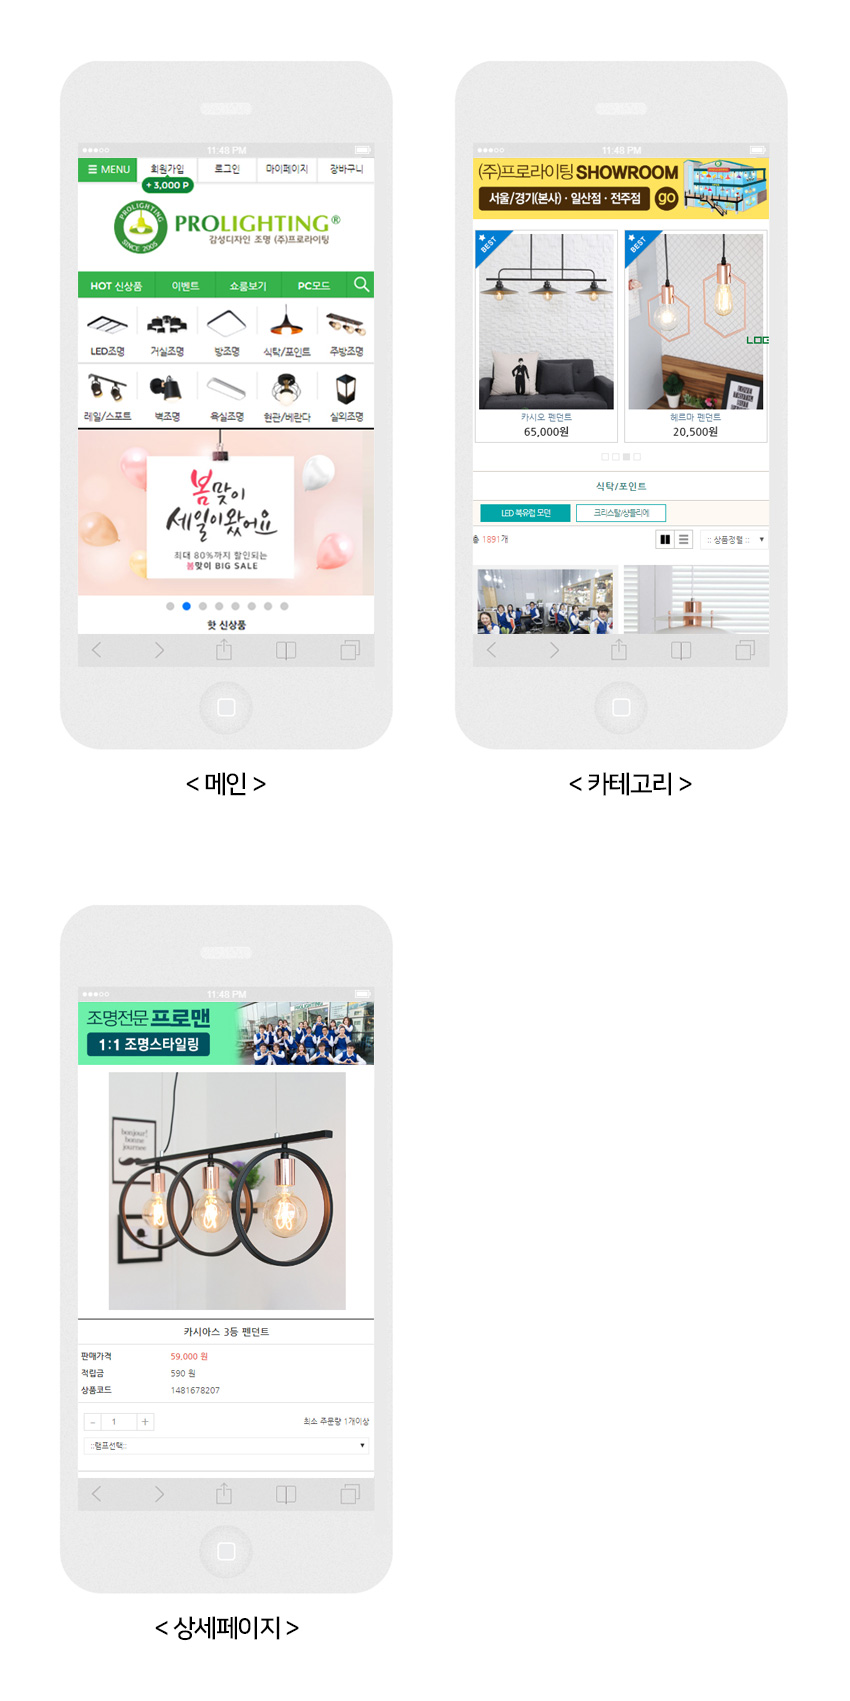 11:48 PM
MENU 회원가입 로그인 마이페이지 장바구니
+ 3,000 P
PROLIGHTING
SINCE 2005
PROLIGHTING®
감성디자인 조명 (주)프로라이팅
HOT 신상품 이벤트 쇼룸보기 PC모드
LED조명 거실조명 방조명 식탁/포인트 주방조명
레일/스포트 벽조명 욕실조명 현관/베란다 실외조명
봄맞이
세일이왔어요
최대 80%까지 할인되는
봄맞이 BIG SALE
핫 신상품
< 메인 >
11:48 PM
(주)프로라이팅 SHOWROOM
서울/경기(본사) · 일산점 · 전주점 go
BEST BEST
LOG
카시오 펜던트 헤르마 펜던트
65,000원 20,500원
식탁/포인트
LED 북유럽 모던 크리스탈/샹들리에
총 1891개 :: 상품정렬 ::
< 카테고리 >
11:48 PM
조명전문 프로맨
1:1 조명스타일링
PROLIGHTING
bonjour!
bonne
journée
카시아스 3등 펜던트
판매가격 59,000 원
적립금 590 원
상품코드 1481678207
- 1 + 최소 주문량 1개이상
::램프선택::
< 상세페이지 >